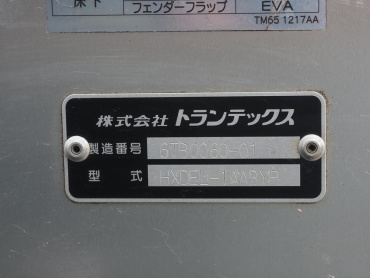 床下
フェンダーフラップ EVA
TM65 1217AA
株式会社 トランテックス
製造番号
型 式